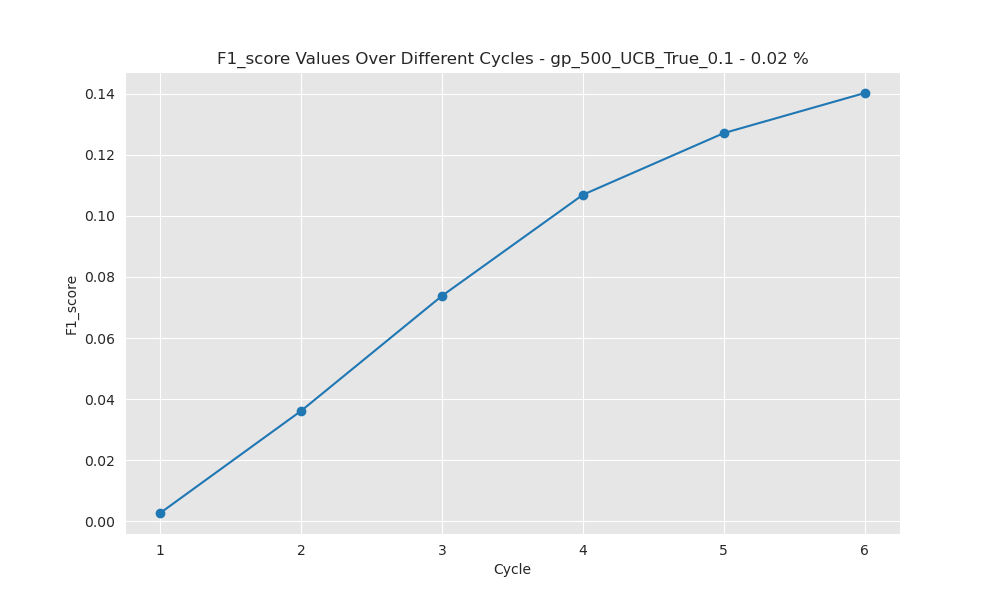 F1_score Values Over Different Cycles - gp_500_UCB_True_0.1 - 0.02 %
0.14
0.12
0.10
0.08
0.06
0.04
0.02
0.00
F1_score
1 2 3 4 5 6
Cycle